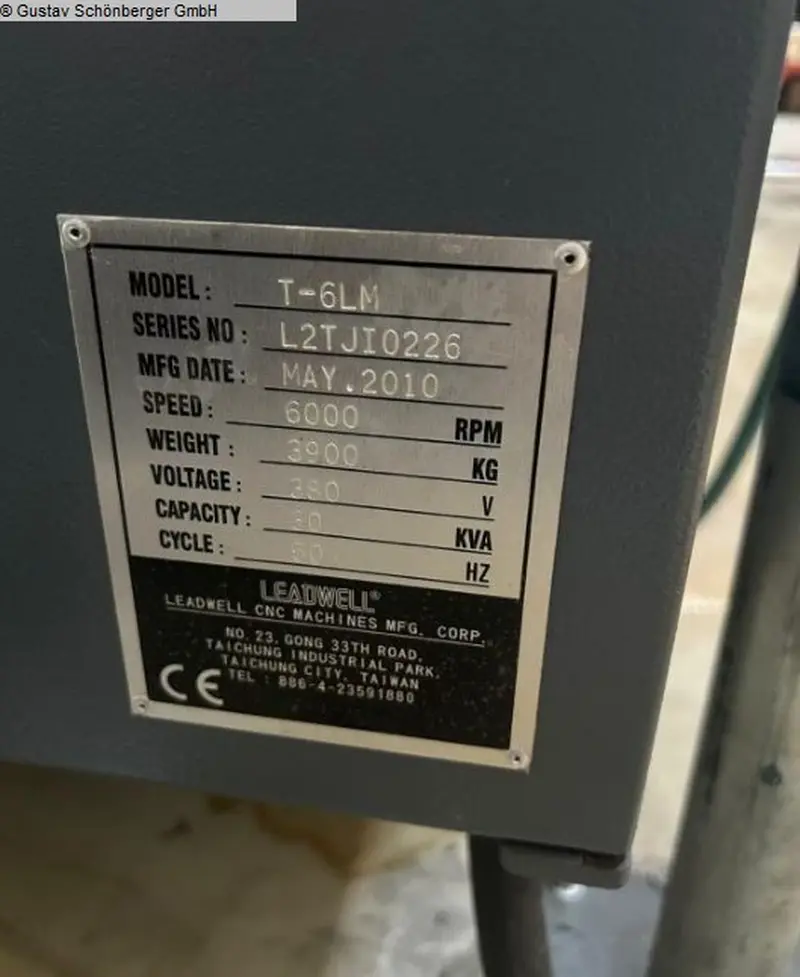 ® Gustav Schönberger GmbH
MODEL: T-6LM
SERIES NO: L2TJI0226
MFG DATE: MAY.2010
SPEED: 6000 RPM
WEIGHT: 3900 KG
VOLTAGE: 380 V
CAPACITY: KVA
CYCLE: HZ
LEADWELL®
LEADWELL CNC MACHINES MFG. CORP.
NO. 23, GONG 33TH ROAD,
TAICHUNG INDUSTRIAL PARK,
TAICHUNG CITY, TAIWAN
CE TEL : 886-4-23591880